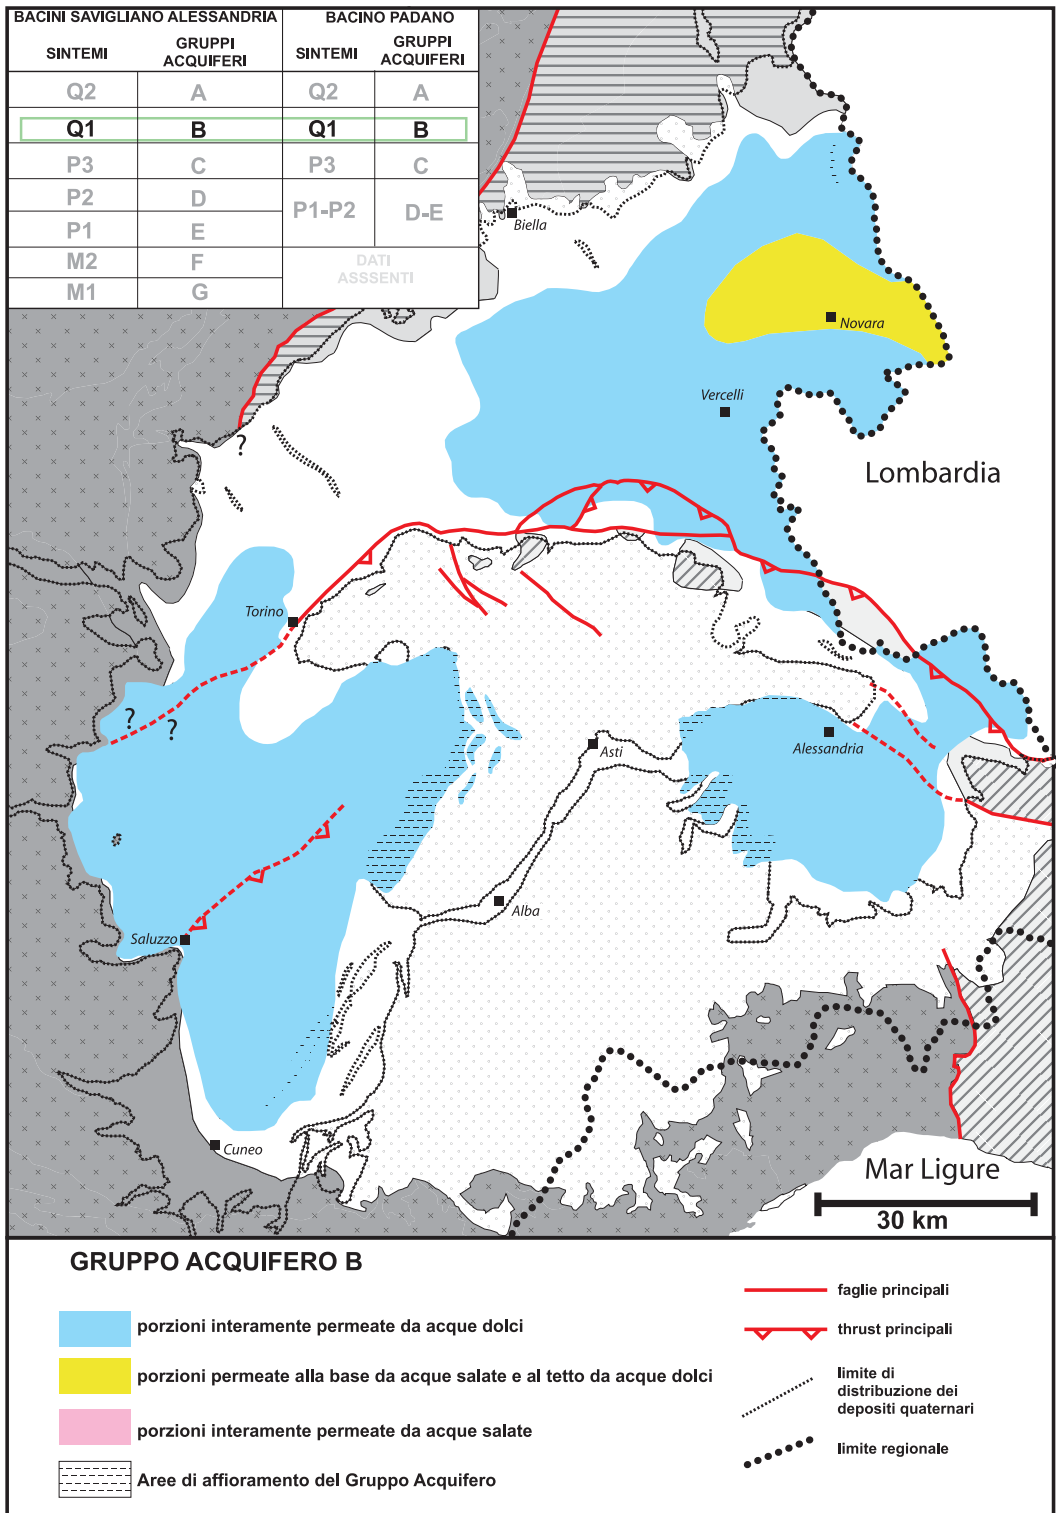 BACINI SAVIGLIANO ALESSANDRIA
BACINO PADANO
SINTEMI
GRUPPI
ACQUIFERI
SINTEMI
GRUPPI
ACQUIFERI
Q2 A Q2 A
Q1 B Q1 B
P3 C P3 C
P2 D
P1-P2 D-E
P1 E
M2 F
DATI
ASSSENTI
M1 G
Biella
Novara
Vercelli
?
Lombardia
Torino
?
?
Asti
Alessandria
Alba
Saluzzo
Cuneo
Mar Ligure
30 km
GRUPPO ACQUIFERO B
porzioni interamente permeate da acque dolci
porzioni permeate alla base da acque salate e al tetto da acque dolci
porzioni interamente permeate da acque salate
Aree di affioramento del Gruppo Acquifero
faglie principali
thrust principali
limite di
distribuzione dei
depositi quaternari
limite regionale